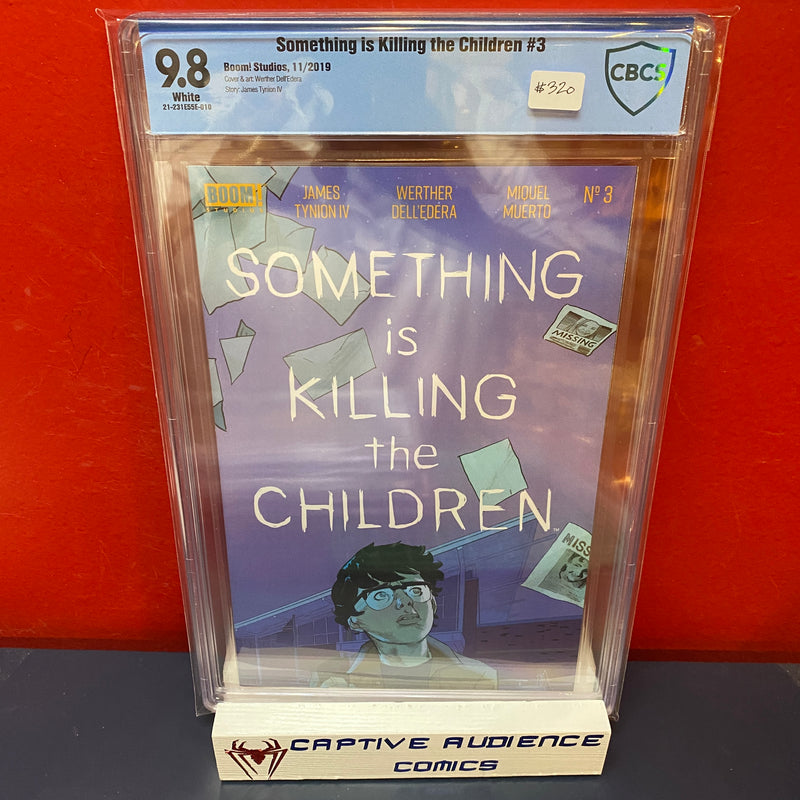 Something is Killing the Children #3
9.8
White
21-231E55E-010
Boom! Studios, 11/2019
Cover & art: Werther Dell'Edera
Story: James Tynion IV
$320
CBCS
BOOM!
STUDIOS
JAMES
TYNION IV
WERTHER
DELL'EDERA
MIQUEL
MUERTO
Nº 3
SOMETHING
is
KILLING
the
CHILDREN
TM
MISSING
MISS
CAPTIVE AUDIENCE
COMICS